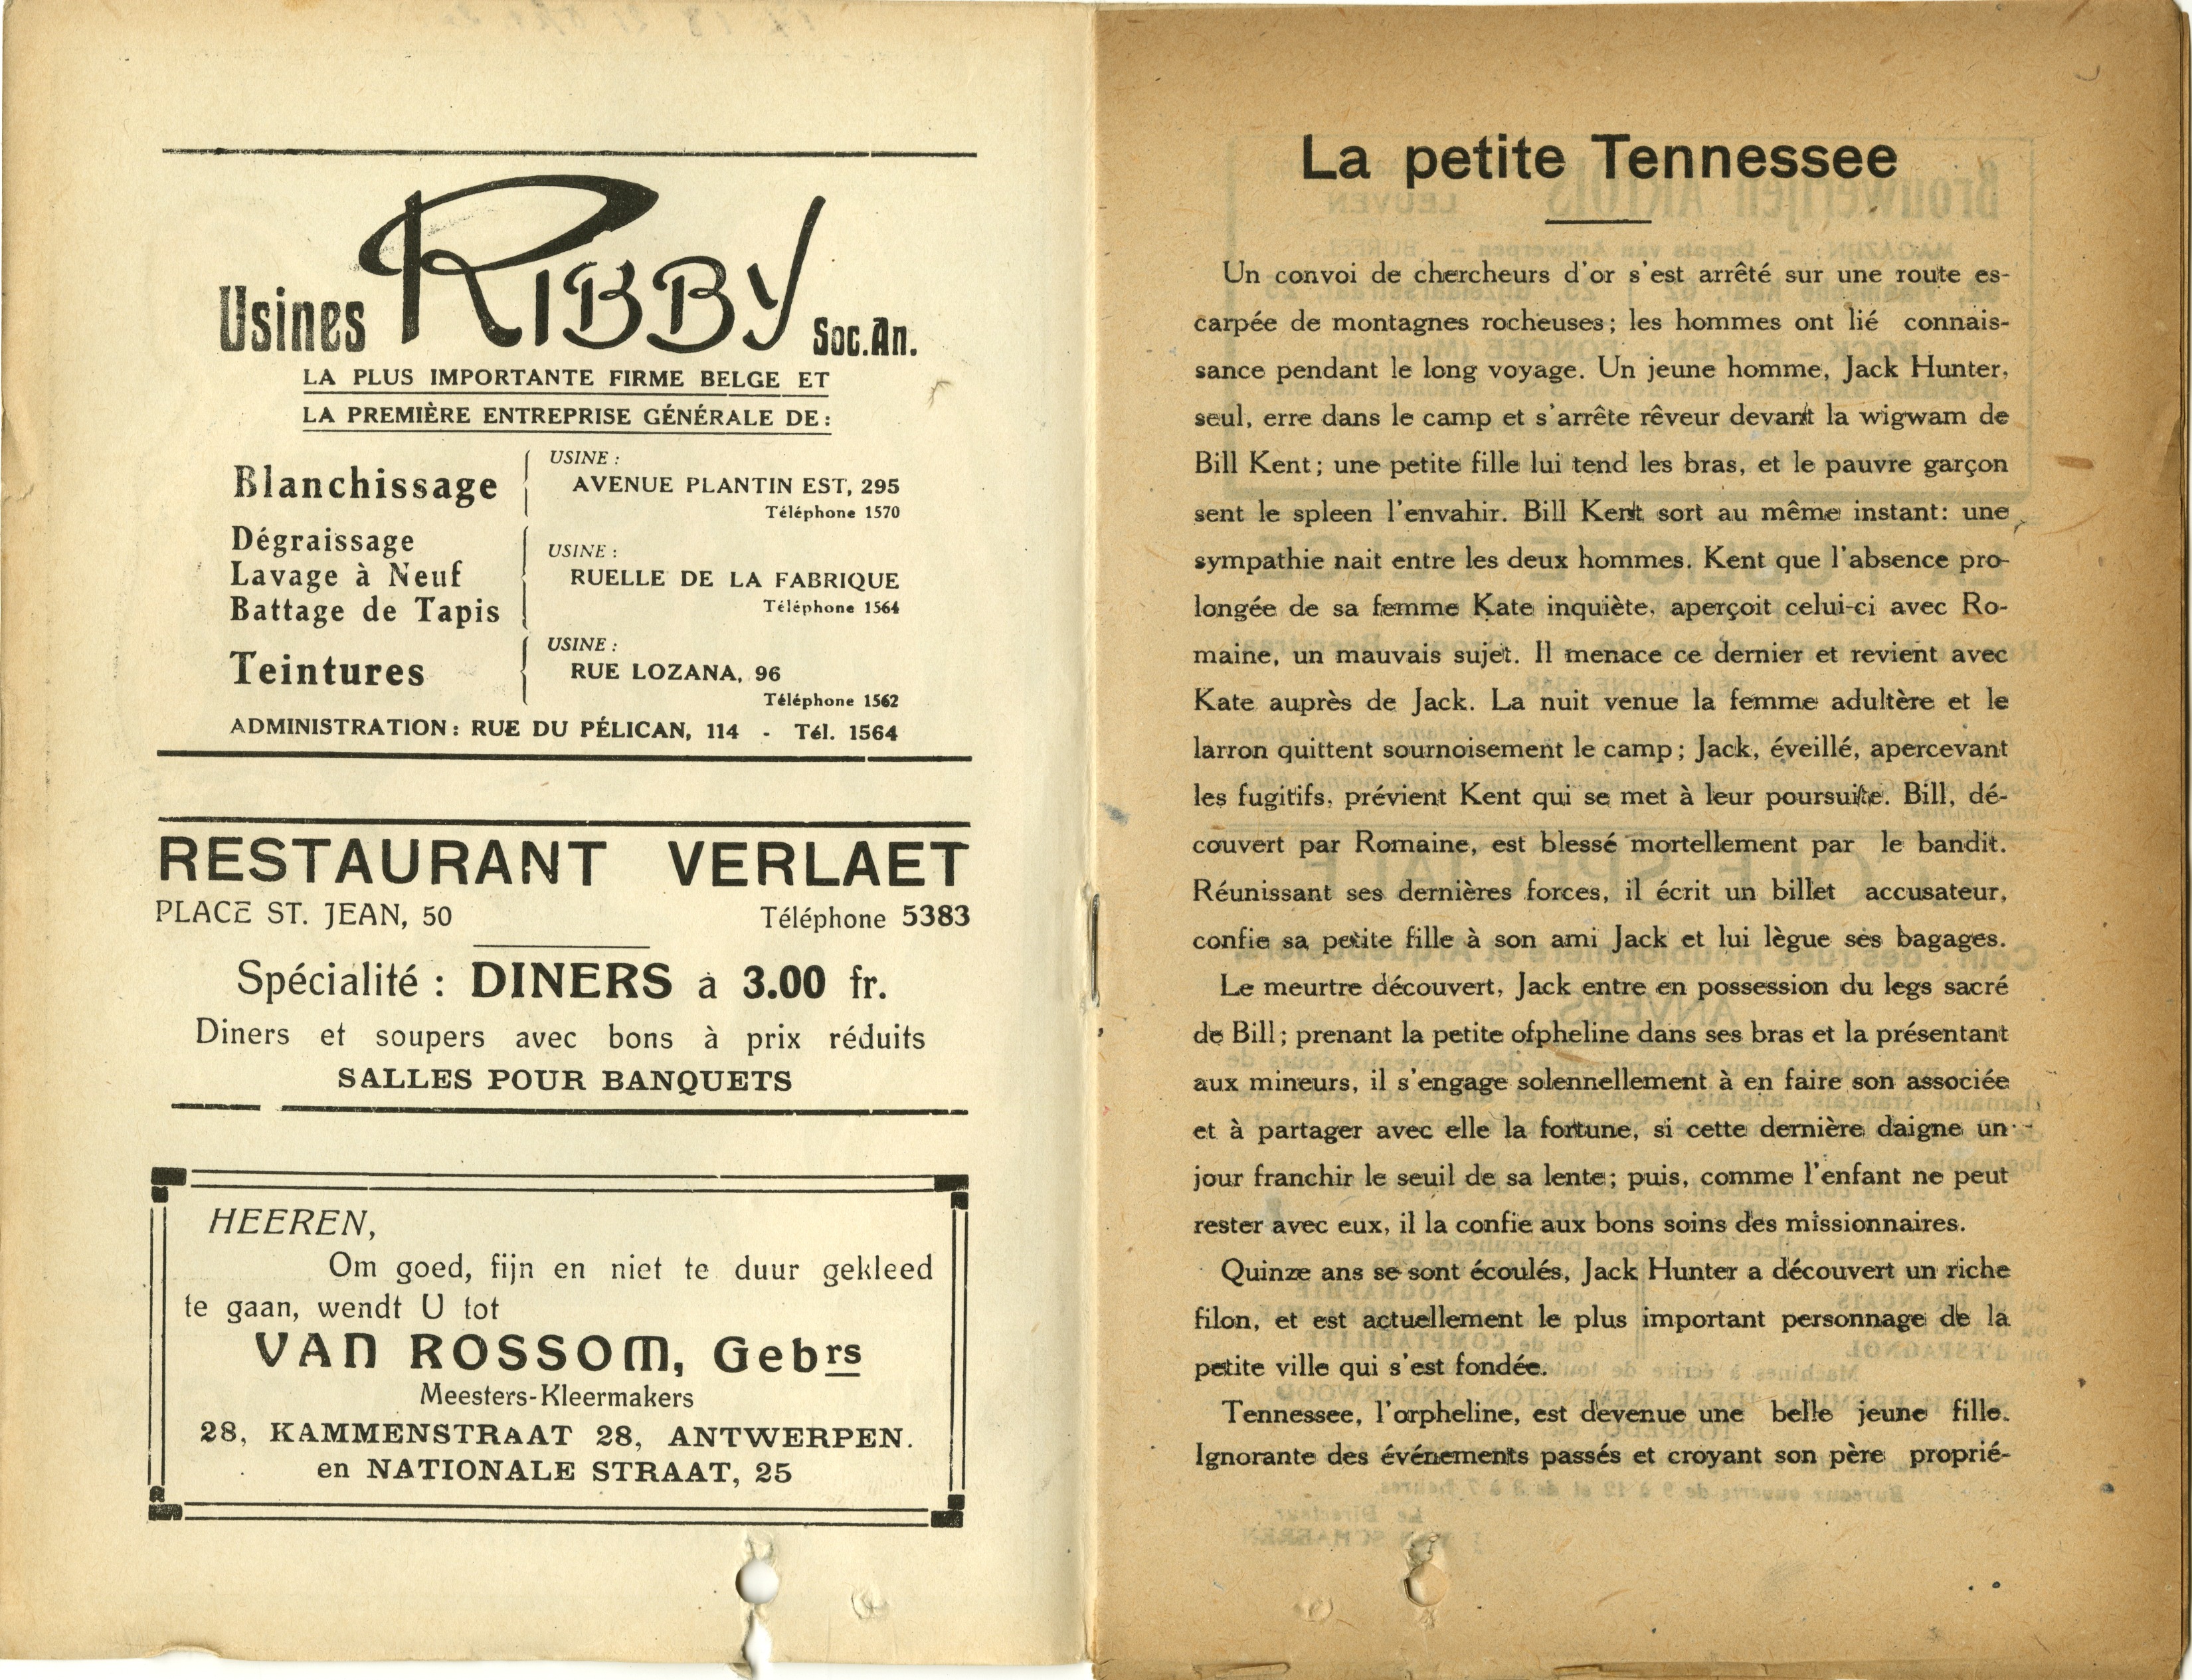 Usines RIBBY Soc. An.
LA PLUS IMPORTANTE FIRME BELGE ET
LA PREMIÈRE ENTREPRISE GÉNÉRALE DE:
Blanchissage
USINE :
AVENUE PLANTIN EST, 295
Téléphone 1570
Dégraissage
Lavage à Neuf
Battage de Tapis
USINE :
RUELLE DE LA FABRIQUE
Téléphone 1564
Teintures
USINE :
RUE LOZANA, 96
Téléphone 1562
ADMINISTRATION: RUE DU PÉLICAN, 114 - Tél. 1564
RESTAURANT VERLAET
PLACE ST. JEAN, 50 Téléphone 5383
Spécialité : DINERS à 3.00 fr.
Diners et soupers avec bons à prix réduits
SALLES POUR BANQUETS
HEEREN,
Om goed, fijn en niet te duur gekleed
te gaan, wendt U tot
VAN ROSSOM, Gebrs
Meesters-Kleermakers
28, KAMMENSTRAAT 28, ANTWERPEN.
en NATIONALE STRAAT, 25
La petite Tennessee
Un convoi de chercheurs d'or s'est arrêté sur une route es-
carpée de montagnes rocheuses; les hommes ont lié connais-
sance pendant le long voyage. Un jeune homme, Jack Hunter,
seul, erre dans le camp et s'arrête rêveur devant la wigwam de
Bill Kent; une petite fille lui tend les bras, et le pauvre garçon
sent le spleen l'envahir. Bill Kent sort au même instant: une
sympathie nait entre les deux hommes. Kent que l'absence pro-
longée de sa femme Kate inquiète, aperçoit celui-ci avec Ro-
maine, un mauvais sujet. Il menace ce dernier et revient avec
Kate auprès de Jack. La nuit venue la femme adultère et le
larron quittent sournoisement le camp; Jack, éveillé, apercevant
les fugitifs, prévient Kent qui se met à leur poursuite. Bill, dé-
couvert par Romaine, est blessé mortellement par le bandit.
Réunissant ses dernières forces, il écrit un billet accusateur,
confie sa petite fille à son ami Jack et lui lègue ses bagages.
Le meurtre découvert, Jack entre en possession du legs sacré
de Bill; prenant la petite ofpheline dans ses bras et la présentant
aux mineurs, il s'engage solennellement à en faire son associée
et à partager avec elle la fortune, si cette dernière daigne un
jour franchir le seuil de sa lente; puis, comme l'enfant ne peut
rester avec eux, il la confie aux bons soins des missionnaires.
Quinze ans se sont écoulés, Jack Hunter a découvert un riche
filon, et est actuellement le plus important personnage de la
petite ville qui s'est fondée.
Tennessee, l'orpheline, est devenue une belle jeune fille.
Ignorante des événements passés et croyant son père proprié-